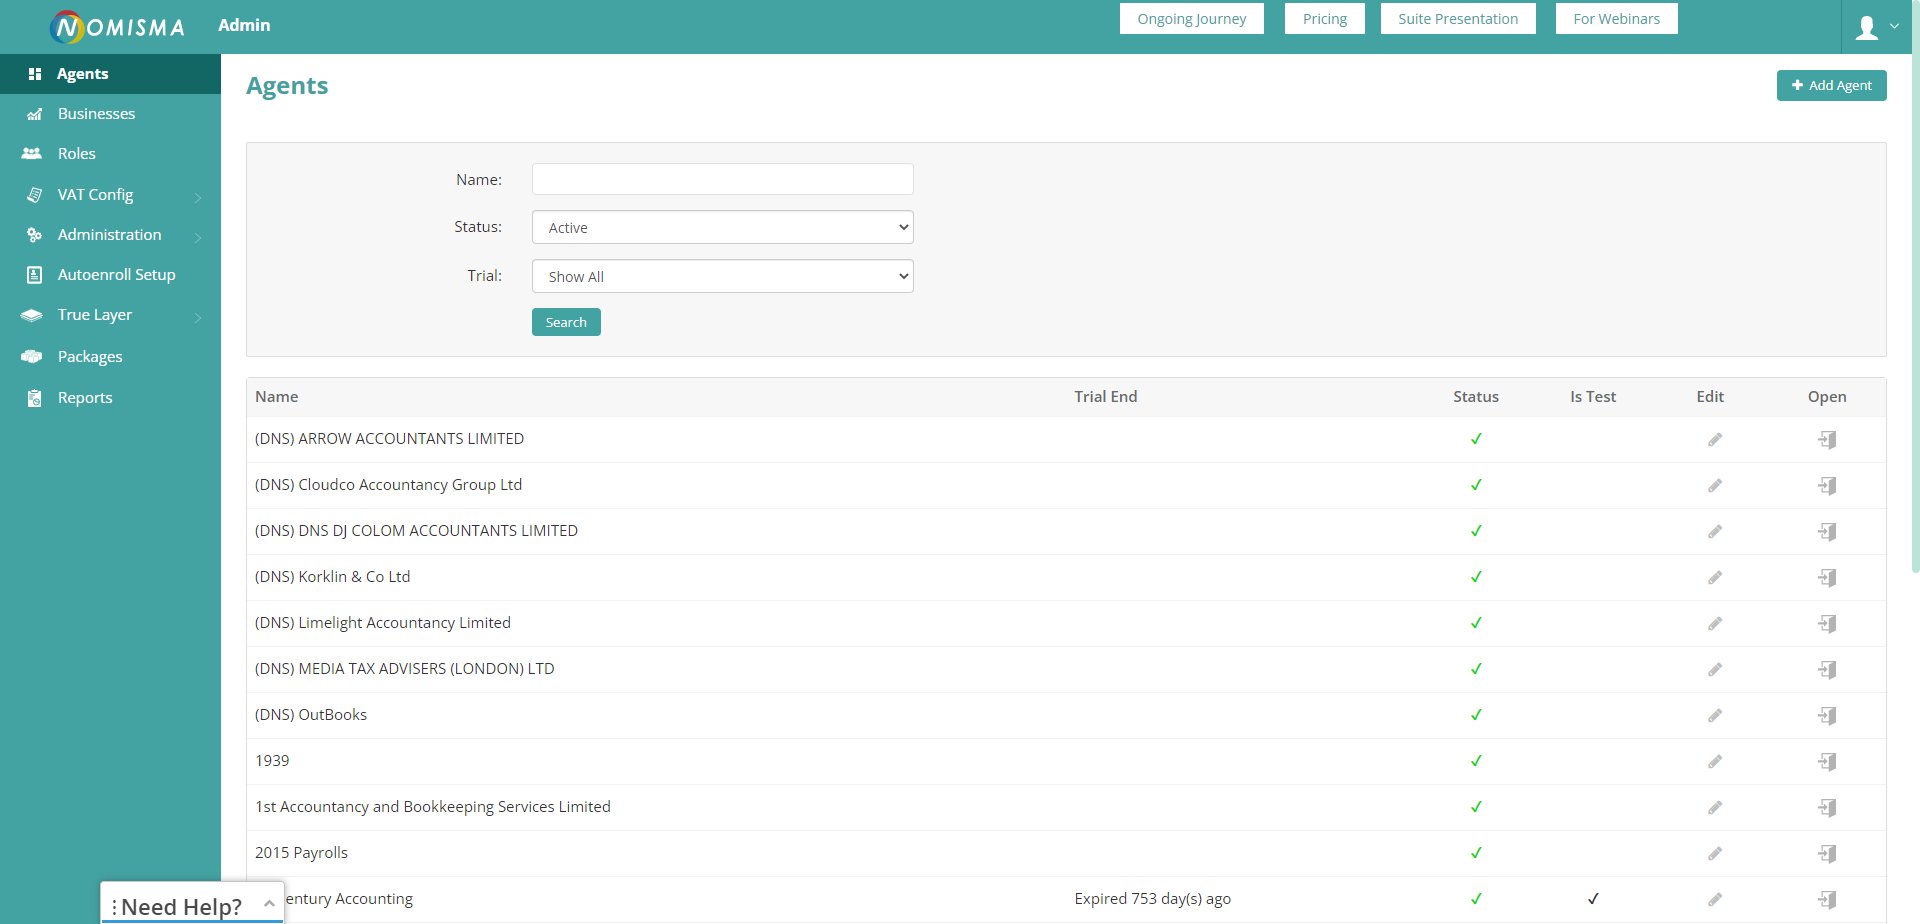 NOMISMA Admin Ongoing Journey Pricing Suite Presentation For Webinars
Agents
Businesses
Roles
VAT Config
Administration
Autoenroll Setup
True Layer
Packages
Reports
Agents
+ Add Agent
Name:
Status: Active
Trial: Show All
Search
Name Trial End Status Is Test Edit Open
(DNS) ARROW ACCOUNTANTS LIMITED
(DNS) Cloudco Accountancy Group Ltd
(DNS) DNS DJ COLOM ACCOUNTANTS LIMITED
(DNS) Korklin & Co Ltd
(DNS) Limelight Accountancy Limited
(DNS) MEDIA TAX ADVISERS (LONDON) LTD
(DNS) OutBooks
1939
1st Accountancy and Bookkeeping Services Limited
2015 Payrolls
entury Accounting Expired 753 day(s) ago
Need Help?